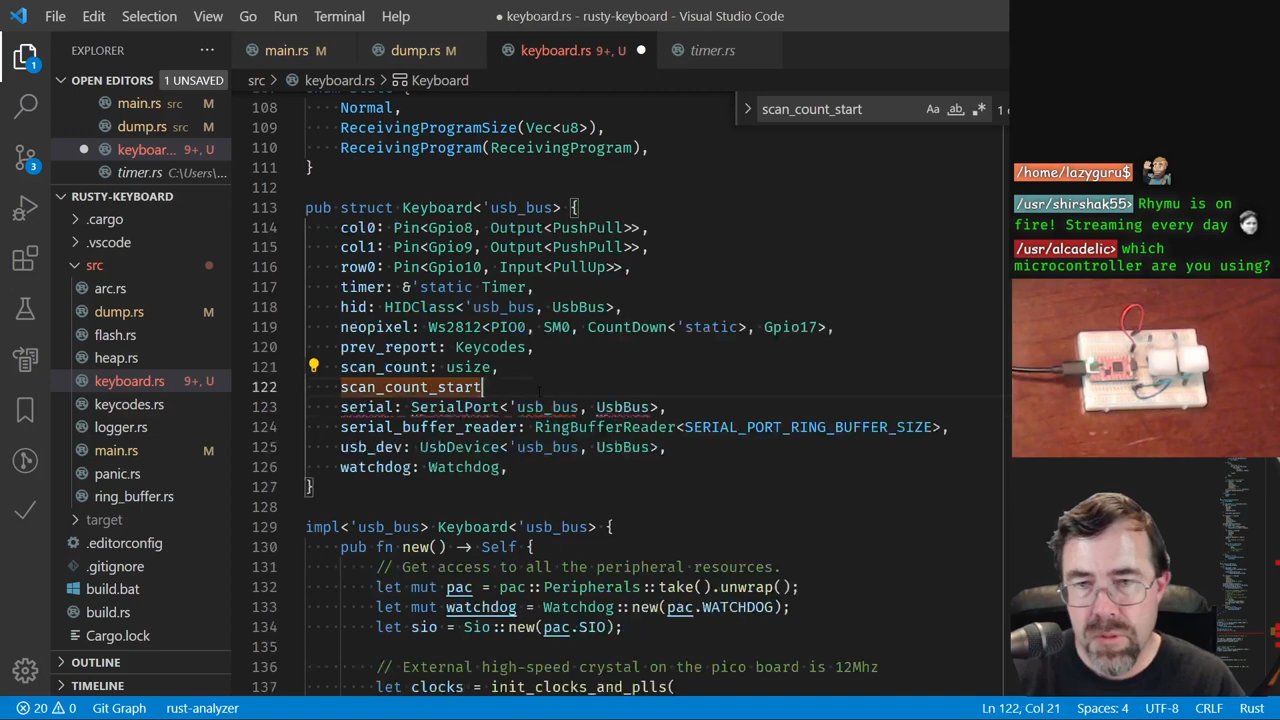 File Edit Selection View Go Run Terminal Help
● keyboard.rs - rusty-keyboard - Visual Studio Code
EXPLORER
main.rs M
dump.rs M
keyboard.rs 9+, U
timer.rs
OPEN EDITORS 1 UNSAVED
src > keyboard.rs > Keyboard
main.rs src M
dump.rs src M
keyboar... 9+, U
timer.rs C:\Users\...
RUSTY-KEYBOARD
.cargo
.vscode
src
arc.rs
dump.rs M
flash.rs
heap.rs
keyboard.rs 9+, U
keycodes.rs
logger.rs
main.rs M
panic.rs
ring_buffer.rs
target
.editorconfig
.gitignore
build.bat
build.rs
Cargo.lock
OUTLINE
TIMELINE
1
3
scan_count_start Aa ab 1
108 Normal,
109 ReceivingProgramSize(Vec<u8>),
110 ReceivingProgram(ReceivingProgram),
111 }
112
113 pub struct Keyboard<'usb_bus> {
114 col0: Pin<Gpio8, Output<PushPull>>,
115 col1: Pin<Gpio9, Output<PushPull>>,
116 row0: Pin<Gpio10, Input<PullUp>>,
117 timer: &'static Timer,
118 hid: HIDClass<'usb_bus, UsbBus>,
119 neopixel: Ws2812<PIO0, SM0, CountDown<'static>, Gpio17>,
120 prev_report: Keycodes,
121 scan_count: usize,
122 scan_count_start
123 serial: SerialPort<'usb_bus, UsbBus>,
124 serial_buffer_reader: RingBufferReader<SERIAL_PORT_RING_BUFFER_SIZE>,
125 usb_dev: UsbDevice<'usb_bus, UsbBus>,
126 watchdog: Watchdog,
127 }
128
129 impl<'usb_bus> Keyboard<'usb_bus> {
130 pub fn new() → Self {
131 // Get access to all the peripheral resources.
132 let mut pac = pac::Peripherals::take().unwrap();
133 let mut watchdog = Watchdog::new(pac.WATCHDOG);
134 let sio = Sio::new(pac.SIO);
135
136 // External high-speed crystal on the pico board is 12Mhz
137 let clocks = init_clocks_and_plls(
/home/lazyguru$
/usr/shirshak55> Rhymu is on
fire! Streaming every day
/usr/alcadelic> which
microcontroller are you using?
20 0 Git Graph rust-analyzer
Ln 122, Col 21 Spaces: 4 UTF-8 CRLF Rust